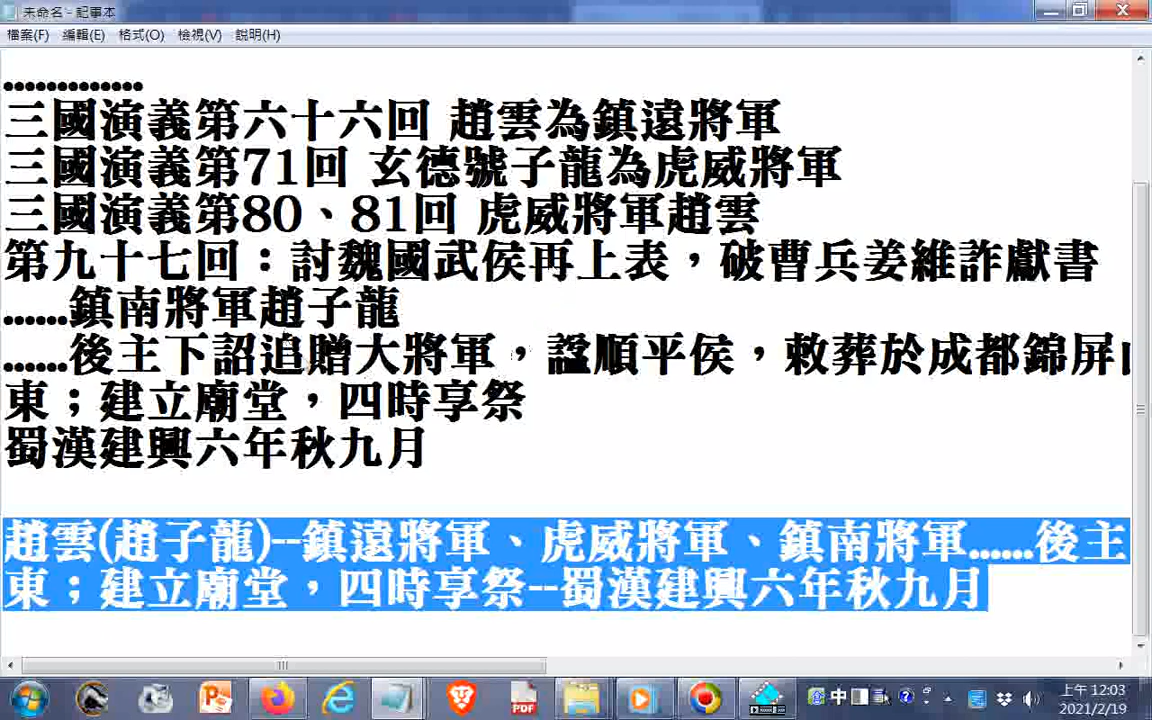 未命名 - 記事本
檔案(F) 編輯(E) 格式(O) 檢視(V) 說明(H)
.............
三國演義第六十六回 趙雲為鎮遠將軍
三國演義第71回 玄德號子龍為虎威將軍
三國演義第80、81回 虎威將軍趙雲
第九十七回：討魏國武侯再上表，破曹兵姜維詐獻書
......鎮南將軍趙子龍
......後主下詔追贈大將軍，諡順平侯，敕葬於成都錦屏山
東；建立廟堂，四時享祭
蜀漢建興六年秋九月
趙雲(趙子龍)--鎮遠將軍、虎威將軍、鎮南將軍......後主
東；建立廟堂，四時享祭--蜀漢建興六年秋九月
PDF
中
上午 12:03
2021/2/19